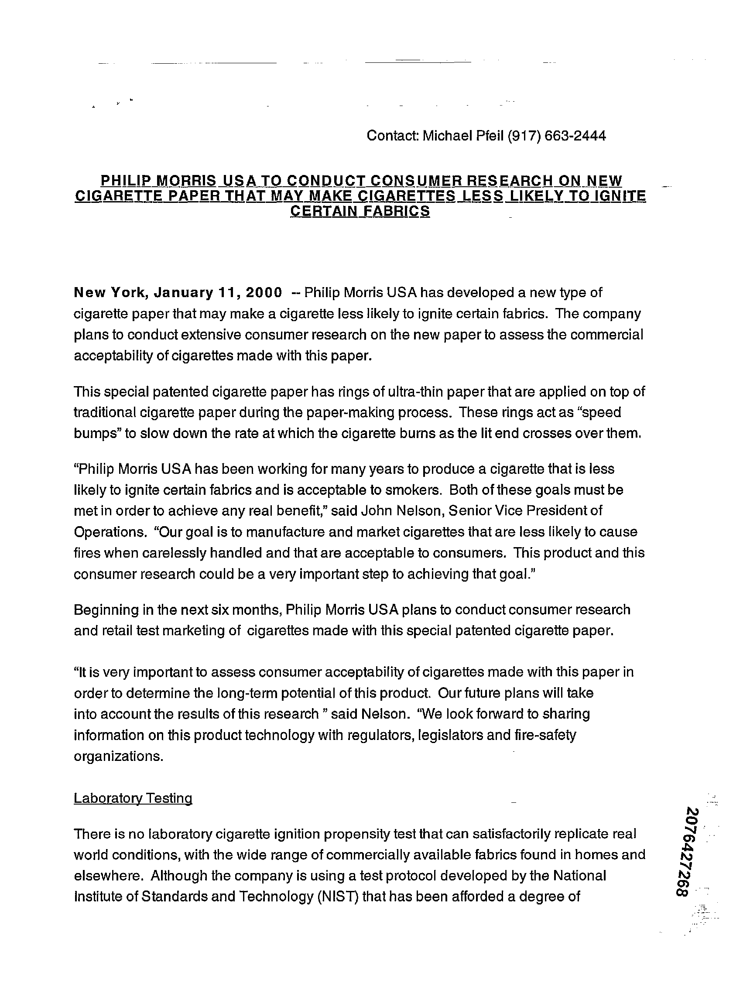 Contact: Michael Pfeil (917) 663-2444
PHILIP MORRIS USA TO CONDUCT CONSUMER RESEARCH ON NEW
CIGARETTE PAPER THAT MAY MAKE CIGARETTES LESS LIKELY TO IGNITE
CERTAIN FABRICS
New York, January 11, 2000 -- Philip Morris USA has developed a new type of
cigarette paper that may make a cigarette less likely to ignite certain fabrics. The company
plans to conduct extensive consumer research on the new paper to assess the commercial
acceptability of cigarettes made with this paper.
This special patented cigarette paper has rings of ultra-thin paper that are applied on top of
traditional cigarette paper during the paper-making process. These rings act as “speed
bumps” to slow down the rate at which the cigarette burns as the lit end crosses over them.
“Philip Morris USA has been working for many years to produce a cigarette that is less
likely to ignite certain fabrics and is acceptable to smokers. Both of these goals must be
met in order to achieve any real benefit,” said John Nelson, Senior Vice President of
Operations. “Our goal is to manufacture and market cigarettes that are less likely to cause
fires when carelessly handled and that are acceptable to consumers. This product and this
consumer research could be a very important step to achieving that goal.”
Beginning in the next six months, Philip Morris USA plans to conduct consumer research
and retail test marketing of cigarettes made with this special patented cigarette paper.
“It is very important to assess consumer acceptability of cigarettes made with this paper in
order to determine the long-term potential of this product. Our future plans will take
into account the results of this research ” said Nelson. “We look forward to sharing
information on this product technology with regulators, legislators and fire-safety
organizations.
Laboratory Testing
There is no laboratory cigarette ignition propensity test that can satisfactorily replicate real
world conditions, with the wide range of commercially available fabrics found in homes and
elsewhere. Although the company is using a test protocol developed by the National
Institute of Standards and Technology (NIST) that has been afforded a degree of
2076427268